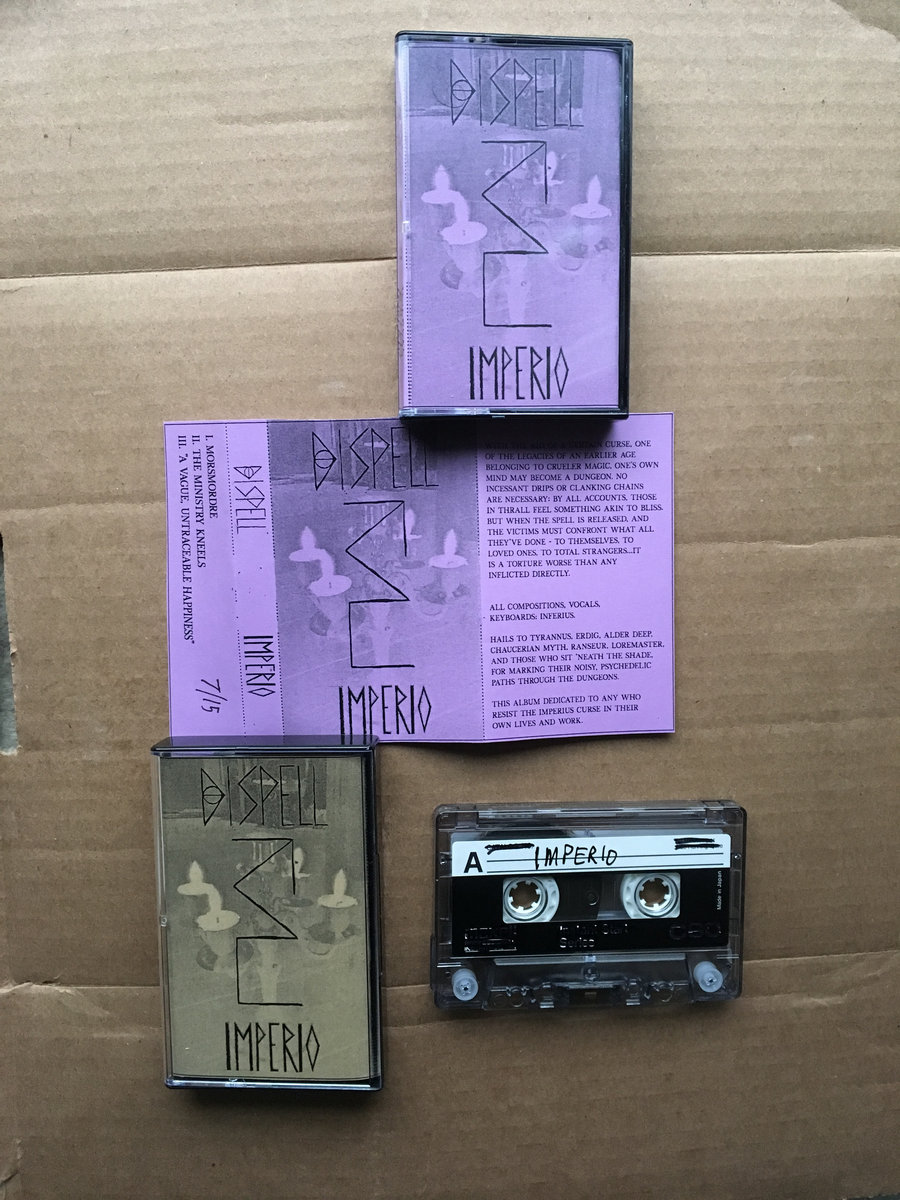 DISPELL
IMPERIO
I. MORSMORDRE
II. THE MINISTRY KNEELS
III. "A VAGUE, UNTRACEABLE HAPPINESS"
7/15
DISPELL
IMPERIO
DISPELL
IMPERIO
CURSE, ONE
OF THE LEGACIES OF AN EARLIER AGE
BELONGING TO CRUELER MAGIC, ONE'S OWN
MIND MAY BECOME A DUNGEON. NO
INCESSANT DRIPS OR CLANKING CHAINS
ARE NECESSARY: BY ALL ACCOUNTS, THOSE
IN THRALL FEEL SOMETHING AKIN TO BLISS.
BUT WHEN THE SPELL IS RELEASED, AND
THE VICTIMS MUST CONFRONT WHAT ALL
THEY'VE DONE - TO THEMSELVES, TO
LOVED ONES, TO TOTAL STRANGERS...IT
IS A TORTURE WORSE THAN ANY
INFLICTED DIRECTLY.
ALL COMPOSITIONS, VOCALS,
KEYBOARDS: INFERIUS.
HAILS TO TYRANNUS, ERDIG, ALDER DEEP,
CHAUCERIAN MYTH, RANSEUR, LOREMASTER,
AND THOSE WHO SIT 'NEATH THE SHADE,
FOR MARKING THEIR NOISY, PSYCHEDELIC
PATHS THROUGH THE DUNGEONS.
THIS ALBUM DEDICATED TO ANY WHO
RESIST THE IMPERIUS CURSE IN THEIR
OWN LIVES AND WORK.
DISPELL
IMPERIO
A IMPERIO
Made in Japan